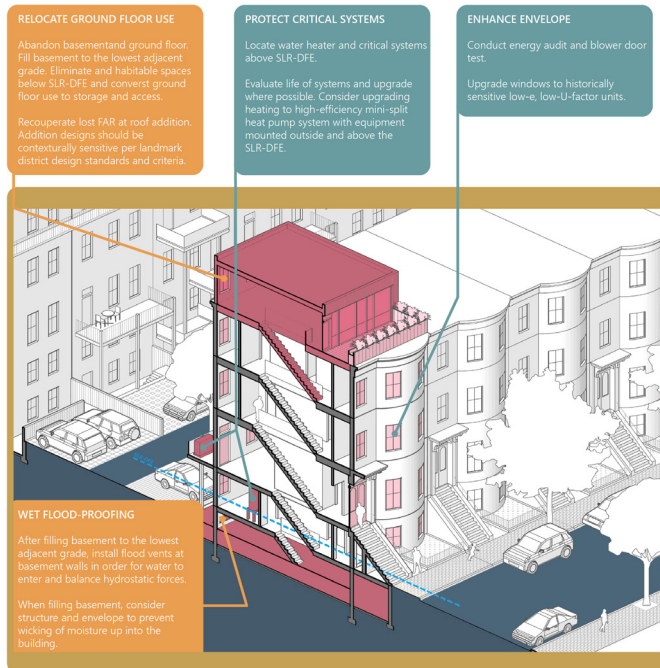 RELOCATE GROUND FLOOR USE
Abandon basementand ground floor.
Fill basement to the lowest adjacent
grade. Eliminate and habitable spaces
below SLR-DFE and converst ground
floor use to storage and access.
Recouperate lost FAR at roof addition.
Addition designs should be
contexturally sensitive per landmark
district design standards and criteria.
PROTECT CRITICAL SYSTEMS
Locate water heater and critical systems
above SLR-DFE.
Evaluate life of systems and upgrade
where possible. Consider upgrading
heating to high-efficiency mini-split
heat pump system with equipment
mounted outside and above the
SLR-DFE.
ENHANCE ENVELOPE
Conduct energy audit and blower door
test.
Upgrade windows to historically
sensitive low-e, low-U-factor units.
WET FLOOD-PROOFING
After filling basement to the lowest
adjacent grade, install flood vents at
basement walls in order for water to
enter and balance hydrostatic forces.
When filling basement, consider
structure and envelope to prevent
wicking of moisture up into the
building.